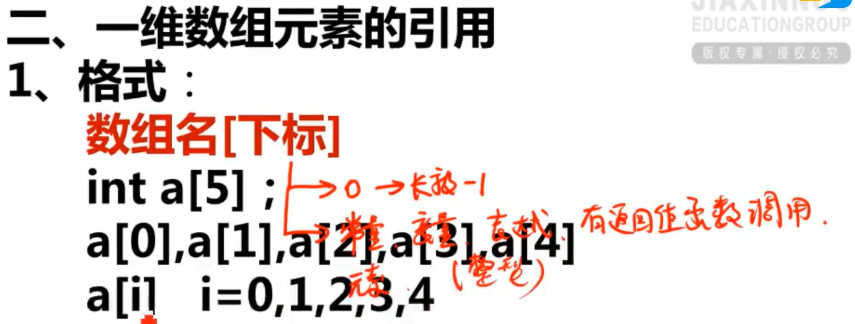 JIAXINN
EDUCATIONGROUP
版权专属·侵权必究
二、一维数组元素的引用
1、格式：
数组名[下标]
int a[5] ;
0 → 长度-1
a[0],a[1],a[2],a[3],a[4]
常量、变量、表达式、有返回值函数调用.
元素.（整型）
a[i] i=0,1,2,3,4